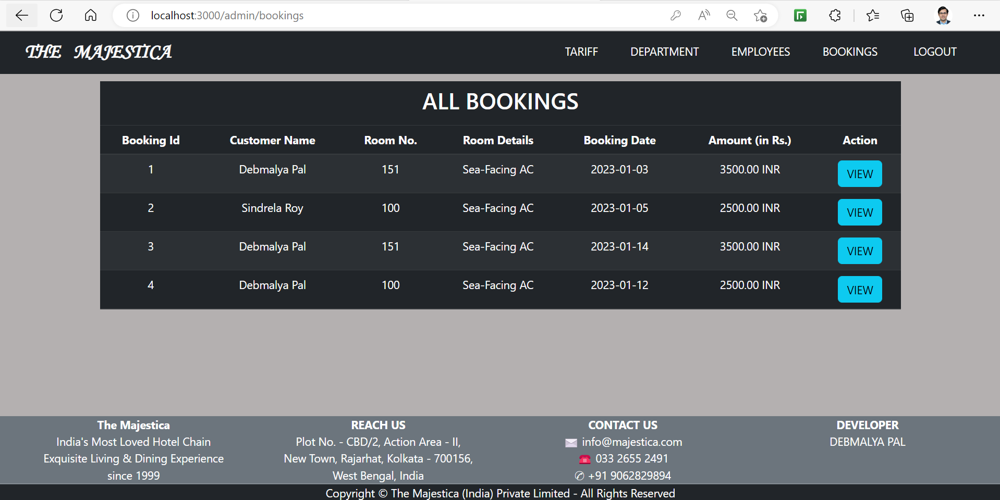 localhost:3000/admin/bookings
THE MAJESTICA
TARIFF DEPARTMENT EMPLOYEES BOOKINGS LOGOUT
ALL BOOKINGS
Booking Id Customer Name Room No. Room Details Booking Date Amount (in Rs.) Action
1 Debmalya Pal 151 Sea-Facing AC 2023-01-03 3500.00 INR VIEW
2 Sindrela Roy 100 Sea-Facing AC 2023-01-05 2500.00 INR VIEW
3 Debmalya Pal 151 Sea-Facing AC 2023-01-14 3500.00 INR VIEW
4 Debmalya Pal 100 Sea-Facing AC 2023-01-12 2500.00 INR VIEW
The Majestica
India's Most Loved Hotel Chain
Exquisite Living & Dining Experience
since 1999
REACH US
Plot No. - CBD/2, Action Area - II,
New Town, Rajarhat, Kolkata - 700156,
West Bengal, India
CONTACT US
info@majestica.com
033 2655 2491
✆ +91 9062829894
DEVELOPER
DEBMALYA PAL
Copyright © The Majestica (India) Private Limited - All Rights Reserved